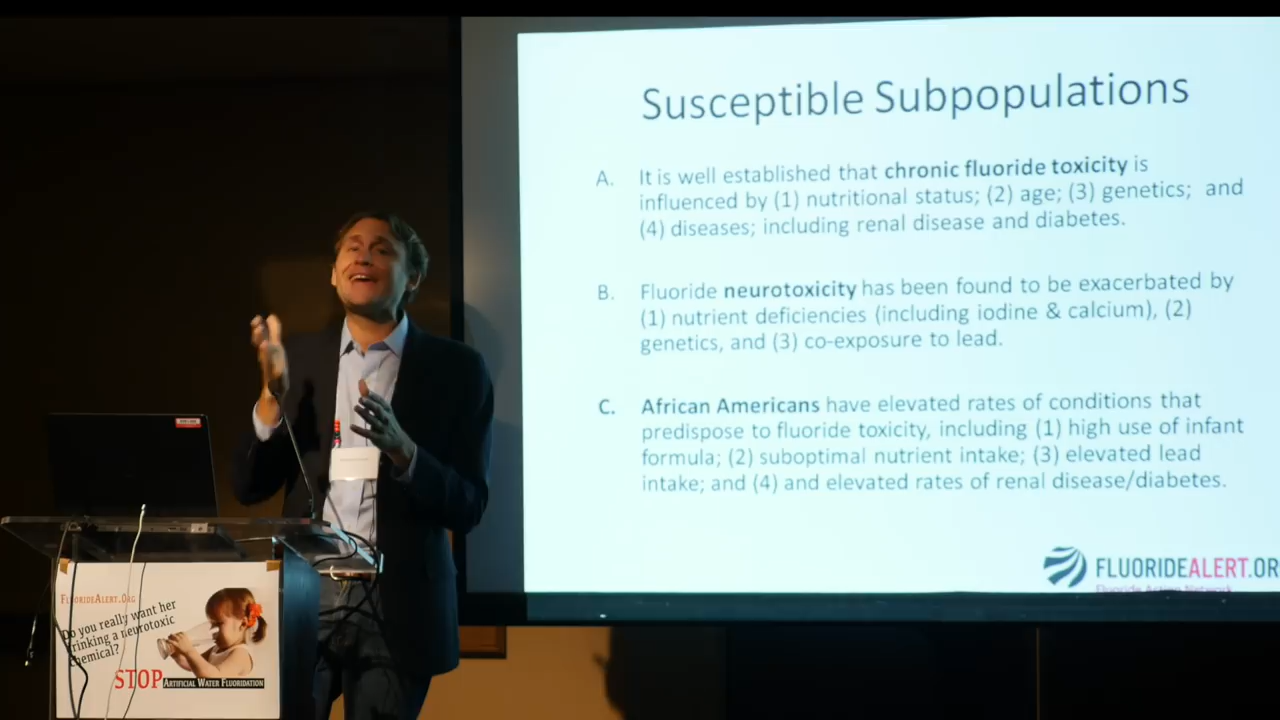 Susceptible Subpopulations
A. It is well established that chronic fluoride toxicity is
influenced by (1) nutritional status; (2) age; (3) genetics; and
(4) diseases; including renal disease and diabetes.
B. Fluoride neurotoxicity has been found to be exacerbated by
(1) nutrient deficiencies (including iodine & calcium), (2)
genetics, and (3) co-exposure to lead.
C. African Americans have elevated rates of conditions that
predispose to fluoride toxicity, including (1) high use of infant
formula; (2) suboptimal nutrient intake; (3) elevated lead
intake; and (4) and elevated rates of renal disease/diabetes.
FLUORIDEALERT.OR
Fluoride Action Network
FLUORIDEALERT.ORG
Do you really want her
drinking a neurotoxic
chemical?
STOP ARTIFICIAL WATER FLUORIDATION